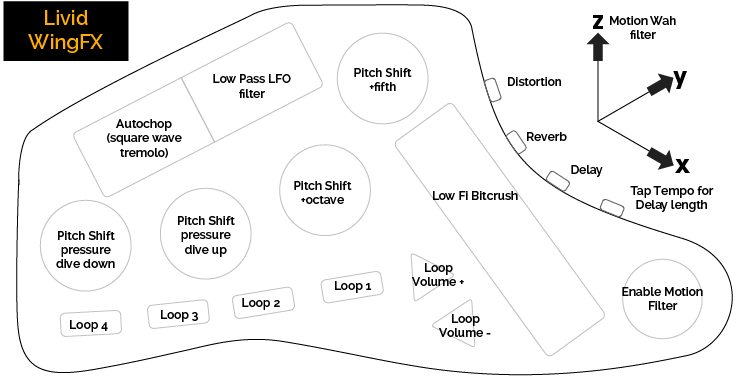 Livid
WingFX
Low Pass LFO
filter
Autochop
(square wave
tremolo)
Pitch Shift
+fifth
Pitch Shift
+octave
Pitch Shift
pressure
dive up
Pitch Shift
pressure
dive down
Low Fi Bitcrush
Distortion
Reverb
Delay
z
Motion Wah
filter
y
x
Tap Tempo for
Delay length
Loop 4
Loop 3
Loop 2
Loop 1
Loop
Volume +
Loop
Volume -
Enable Motion
Filter